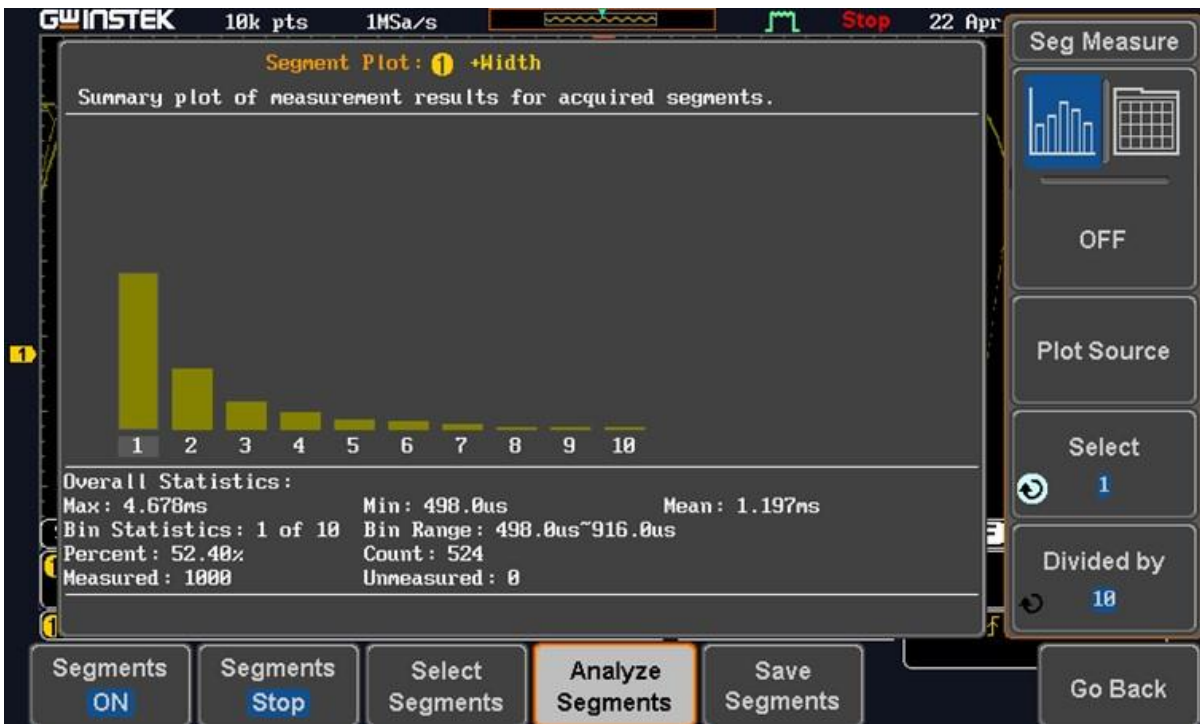 GWINSTEK 10k pts 1MSa/s Stop 22 Apr
Segment Plot: 1 +Width
Summary plot of measurement results for acquired segments.
1 2 3 4 5 6 7 8 9 10
Overall Statistics:
Max: 4.678ms Min: 498.0us Mean: 1.197ms
Bin Statistics: 1 of 10 Bin Range: 498.0us~916.0us
Percent: 52.40% Count: 524
Measured: 1000 Unmeasured: 0
1
Seg Measure
OFF
Plot Source
Select
1
Divided by
10
Segments
ON
Segments
Stop
Select
Segments
Analyze
Segments
Save
Segments
Go Back